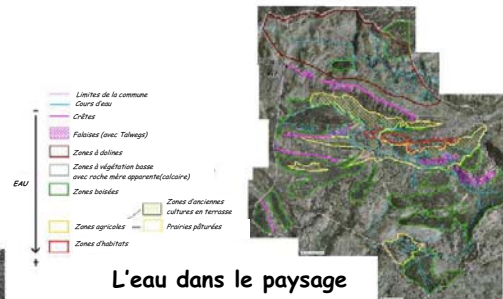 -
EAU
+
Limites de la commune
Cours d'eau
Crêtes
Falaises (avec Talwegs)
Zones à dolines
Zones à végétation basse
avec roche mère apparente(calcaire)
Zones boisées
Zones d'anciennes
cultures en terrasse
Zones agricoles
Prairies pâturées
Zones d'habitats
L'eau dans le paysage